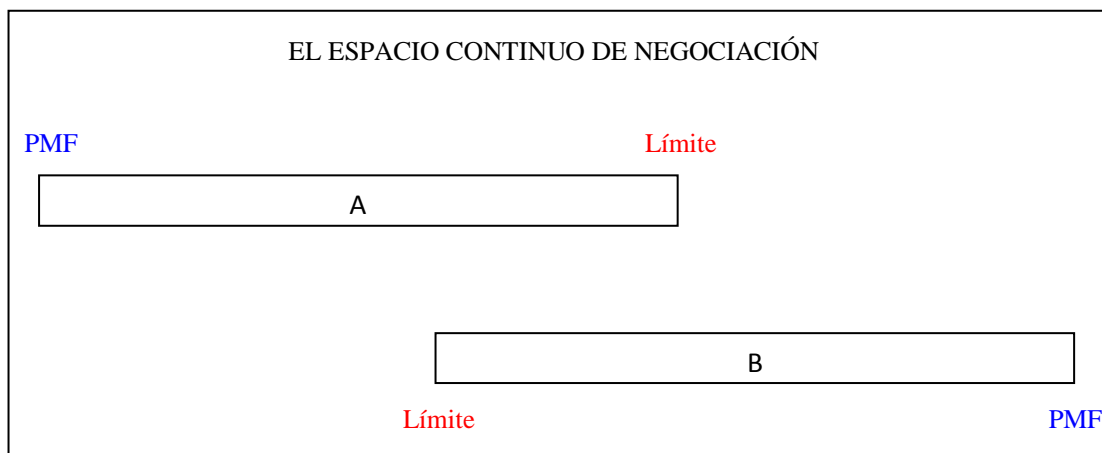 EL ESPACIO CONTINUO DE NEGOCIACIÓN
PMF Límite
A
B
Límite PMF